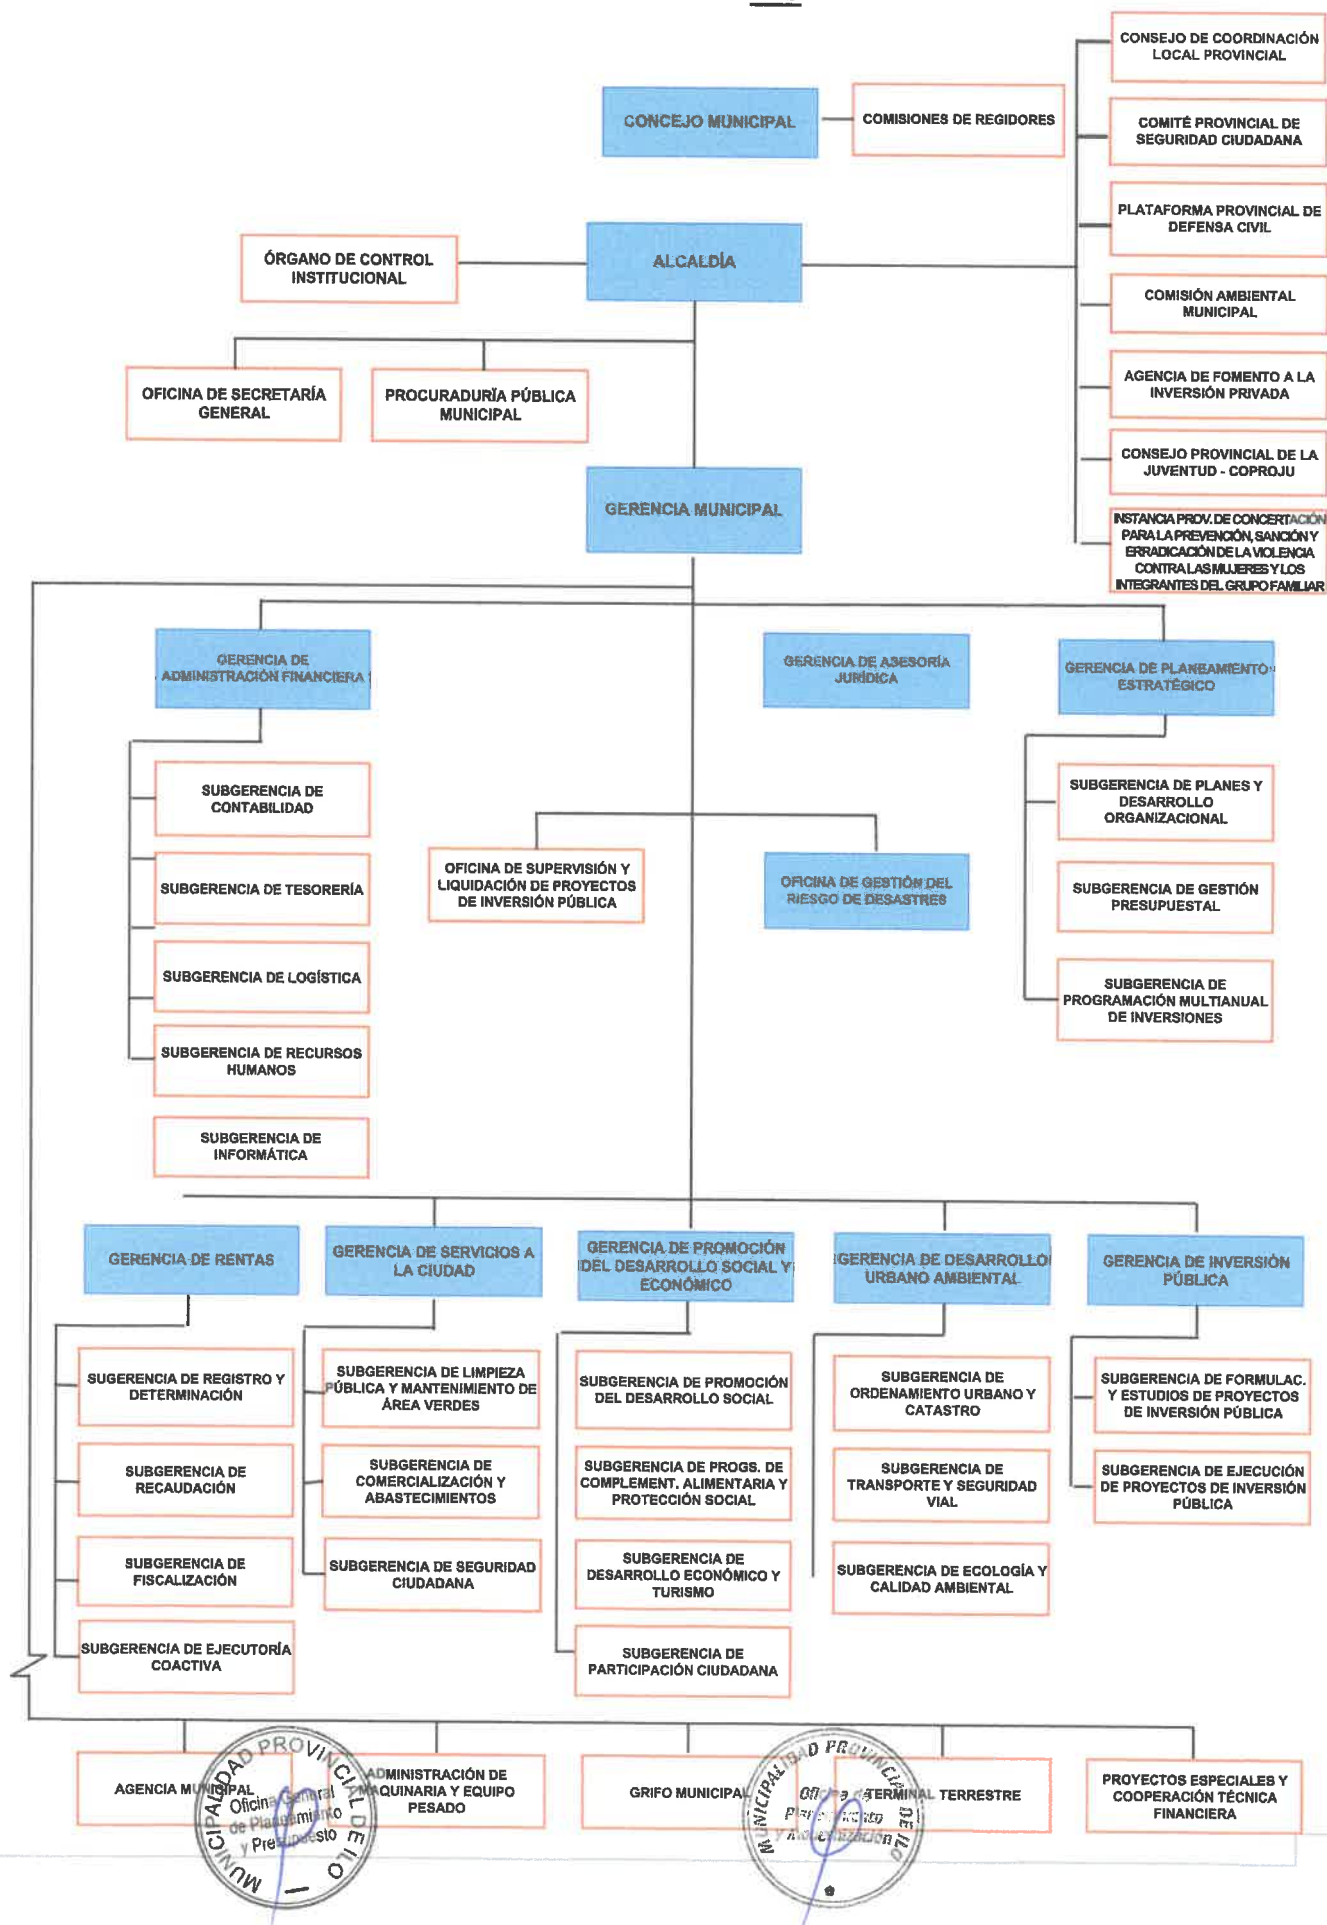 CONSEJO DE COORDINACIÓN
LOCAL PROVINCIAL
CONCEJO MUNICIPAL
COMISIONES DE REGIDORES
COMITÉ PROVINCIAL DE
SEGURIDAD CIUDADANA
PLATAFORMA PROVINCIAL DE
DEFENSA CIVIL
ÓRGANO DE CONTROL
INSTITUCIONAL
ALCALDÍA
COMISIÓN AMBIENTAL
MUNICIPAL
OFICINA DE SECRETARÍA
GENERAL
PROCURADURÏA PÚBLICA
MUNICIPAL
AGENCIA DE FOMENTO A LA
INVERSIÓN PRIVADA
CONSEJO PROVINCIAL DE LA
JUVENTUD - COPROJU
GERENCIA MUNICIPAL
INSTANCIA PROV. DE CONCERTACIÓN
PARA LA PREVENCIÓN, SANCIÓN Y
ERRADICACIÓN DE LA VIOLENCIA
CONTRA LAS MUJERES Y LOS
INTEGRANTES DEL GRUPO FAMILIAR
GERENCIA DE
ADMINISTRACIÓN FINANCIERA
GERENCIA DE ASESORÍA
JURÍDICA
GERENCIA DE PLANEAMIENTO
ESTRATÉGICO
SUBGERENCIA DE
CONTABILIDAD
SUBGERENCIA DE TESORERÍA
SUBGERENCIA DE LOGÍSTICA
SUBGERENCIA DE RECURSOS
HUMANOS
SUBGERENCIA DE
INFORMÁTICA
OFICINA DE SUPERVISIÓN Y
LIQUIDACIÓN DE PROYECTOS
DE INVERSIÓN PÚBLICA
OFICINA DE GESTIÓN DEL
RIESGO DE DESASTRES
SUBGERENCIA DE PLANES Y
DESARROLLO
ORGANIZACIONAL
SUBGERENCIA DE GESTIÓN
PRESUPUESTAL
SUBGERENCIA DE
PROGRAMACIÓN MULTIANUAL
DE INVERSIONES
GERENCIA DE RENTAS
SUGERENCIA DE REGISTRO Y
DETERMINACIÓN
SUBGERENCIA DE
RECAUDACIÓN
SUBGERENCIA DE
FISCALIZACIÓN
SUBGERENCIA DE EJECUTORÍA
COACTIVA
GERENCIA DE SERVICIOS A
LA CIUDAD
SUBGERENCIA DE LIMPIEZA
PÚBLICA Y MANTENIMIENTO DE
ÁREA VERDES
SUBGERENCIA DE
COMERCIALIZACIÓN Y
ABASTECIMIENTOS
SUBGERENCIA DE SEGURIDAD
CIUDADANA
GERENCIA DE PROMOCIÓN
DEL DESARROLLO SOCIAL Y
ECONÓMICO
SUBGERENCIA DE PROMOCIÓN
DEL DESARROLLO SOCIAL
SUBGERENCIA DE PROGS. DE
COMPLEMENT. ALIMENTARIA Y
PROTECCIÓN SOCIAL
SUBGERENCIA DE
DESARROLLO ECONÓMICO Y
TURISMO
SUBGERENCIA DE
PARTICIPACIÓN CIUDADANA
GERENCIA DE DESARROLLO
URBANO AMBIENTAL
SUBGERENCIA DE
ORDENAMIENTO URBANO Y
CATASTRO
SUBGERENCIA DE
TRANSPORTE Y SEGURIDAD
VIAL
SUBGERENCIA DE ECOLOGÍA Y
CALIDAD AMBIENTAL
GERENCIA DE INVERSIÓN
PÚBLICA
SUBGERENCIA DE FORMULAC.
Y ESTUDIOS DE PROYECTOS
DE INVERSIÓN PÚBLICA
SUBGERENCIA DE EJECUCIÓN
DE PROYECTOS DE INVERSIÓN
PÚBLICA
AGENCIA MUNICIPAL
ADMINISTRACIÓN DE
MAQUINARIA Y EQUIPO
PESADO
GRIFO MUNICIPAL
TERMINAL TERRESTRE
PROYECTOS ESPECIALES Y
COOPERACIÓN TÉCNICA
FINANCIERA
MUNICIPALIDAD PROVINCIAL DE ILO
Oficina General
de Planeamiento
y Presupuesto
MUNICIPALIDAD PROVINCIAL DE ILO
Oficina de
Planeamiento